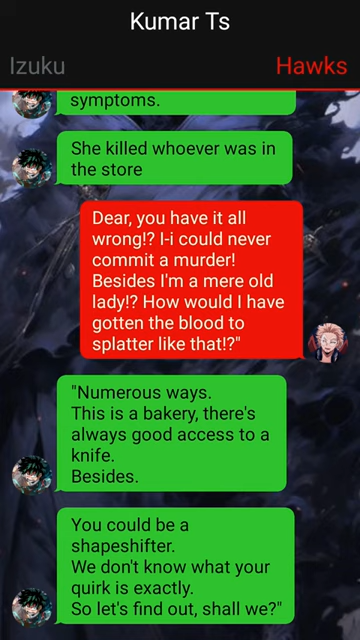 Kumar Ts
Izuku
Hawks
symptoms.
She killed whoever was in
the store
Dear, you have it all
wrong!? I-i could never
commit a murder!
Besides I'm a mere old
lady!? How would I have
gotten the blood to
splatter like that!?"
"Numerous ways.
This is a bakery, there's
always good access to a
knife.
Besides.
You could be a
shapeshifter.
We don't know what your
quirk is exactly.
So let's find out, shall we?"